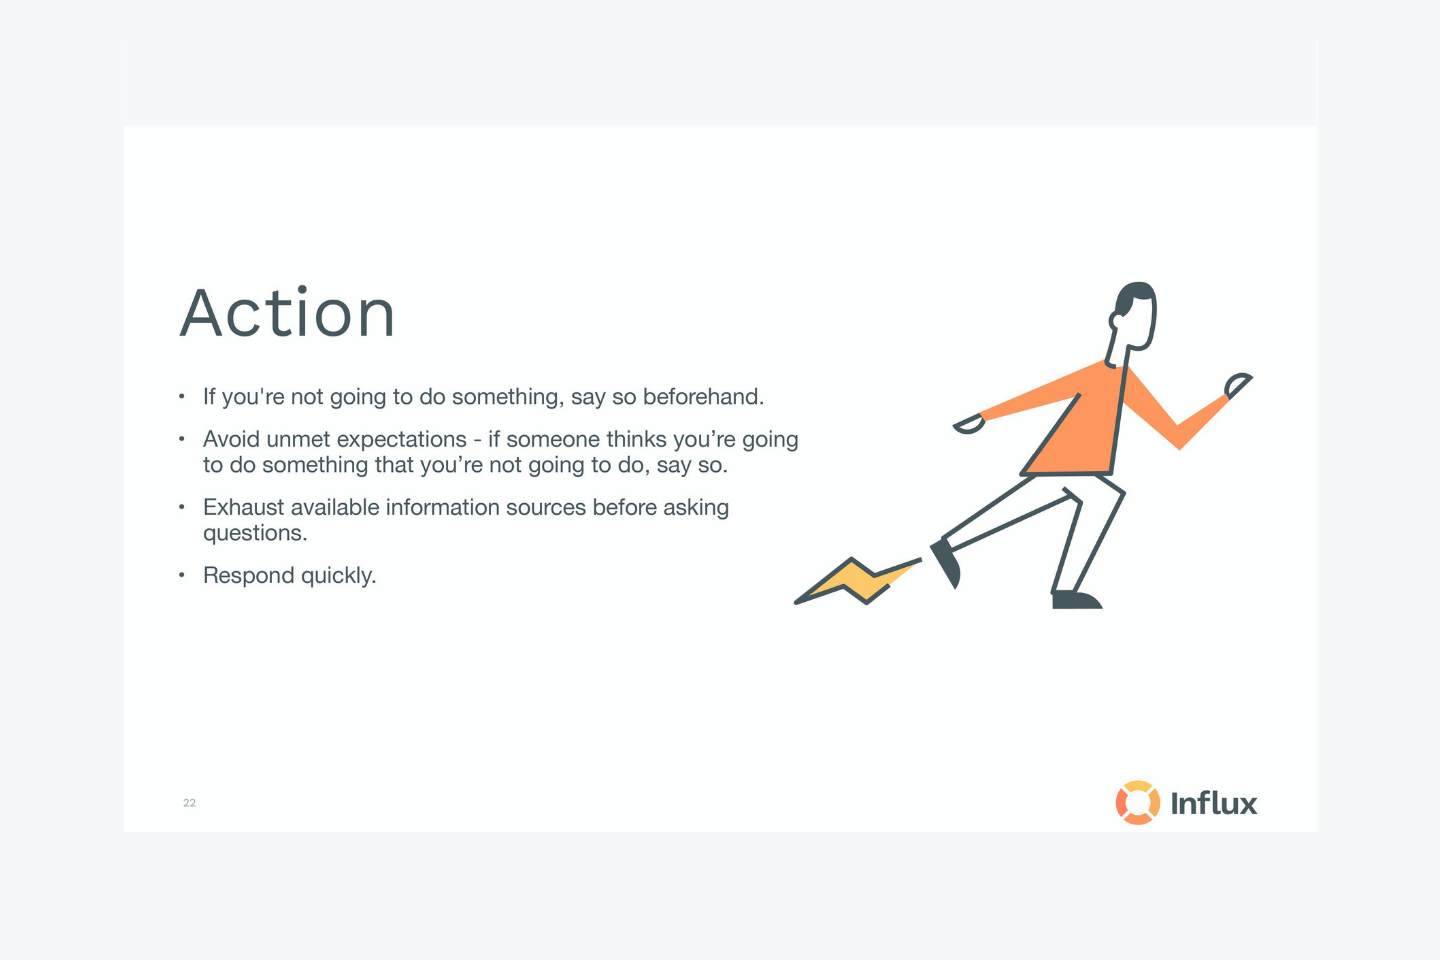 Action
• If you're not going to do something, say so beforehand.
• Avoid unmet expectations - if someone thinks you’re going
to do something that you’re not going to do, say so.
• Exhaust available information sources before asking
questions.
• Respond quickly.
22
Influx